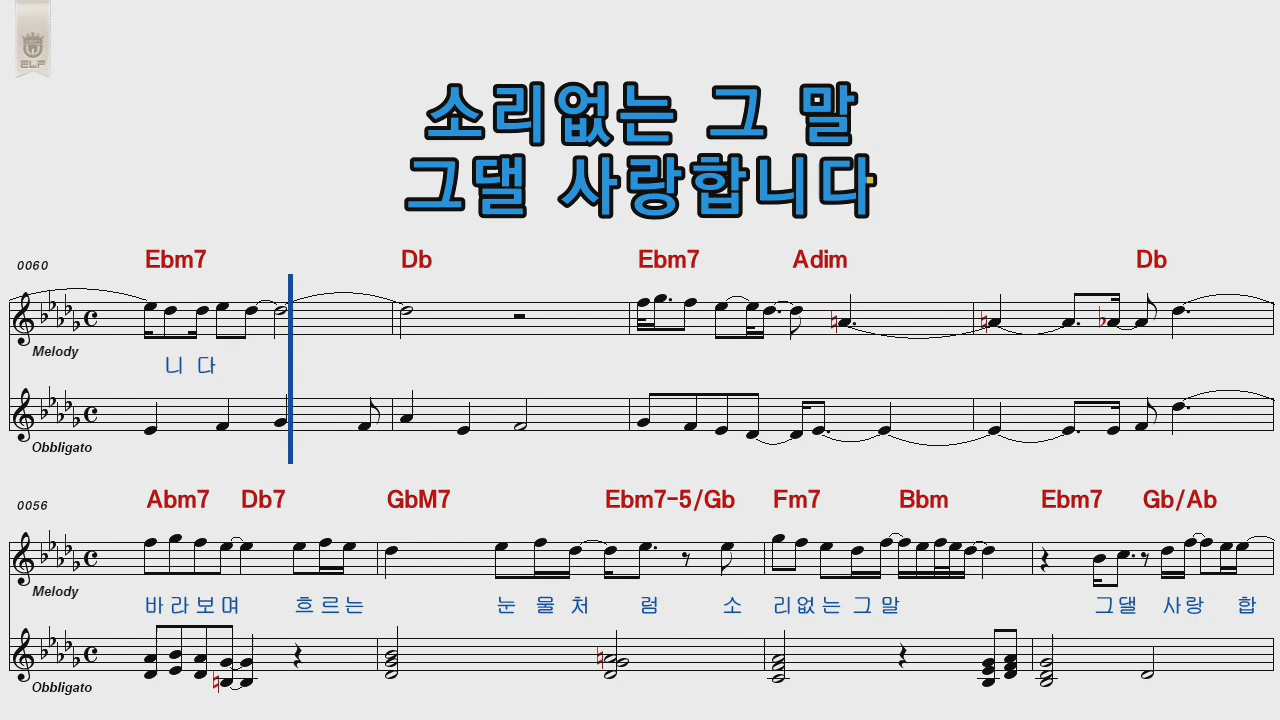 ELF
소리없는 그 말
그댈 사랑합니다
Ebm7 Db Ebm7 Adim Db
0060
Melody
니 다
Obbligato
Abm7 Db7 GbM7 Ebm7-5/Gb Fm7 Bbm Ebm7 Gb/Ab
0056
Melody
바 라 보 며 흐 르 는 눈 물 처 럼 소 리 없 는 그 말 그 댈 사 랑 합
Obbligato